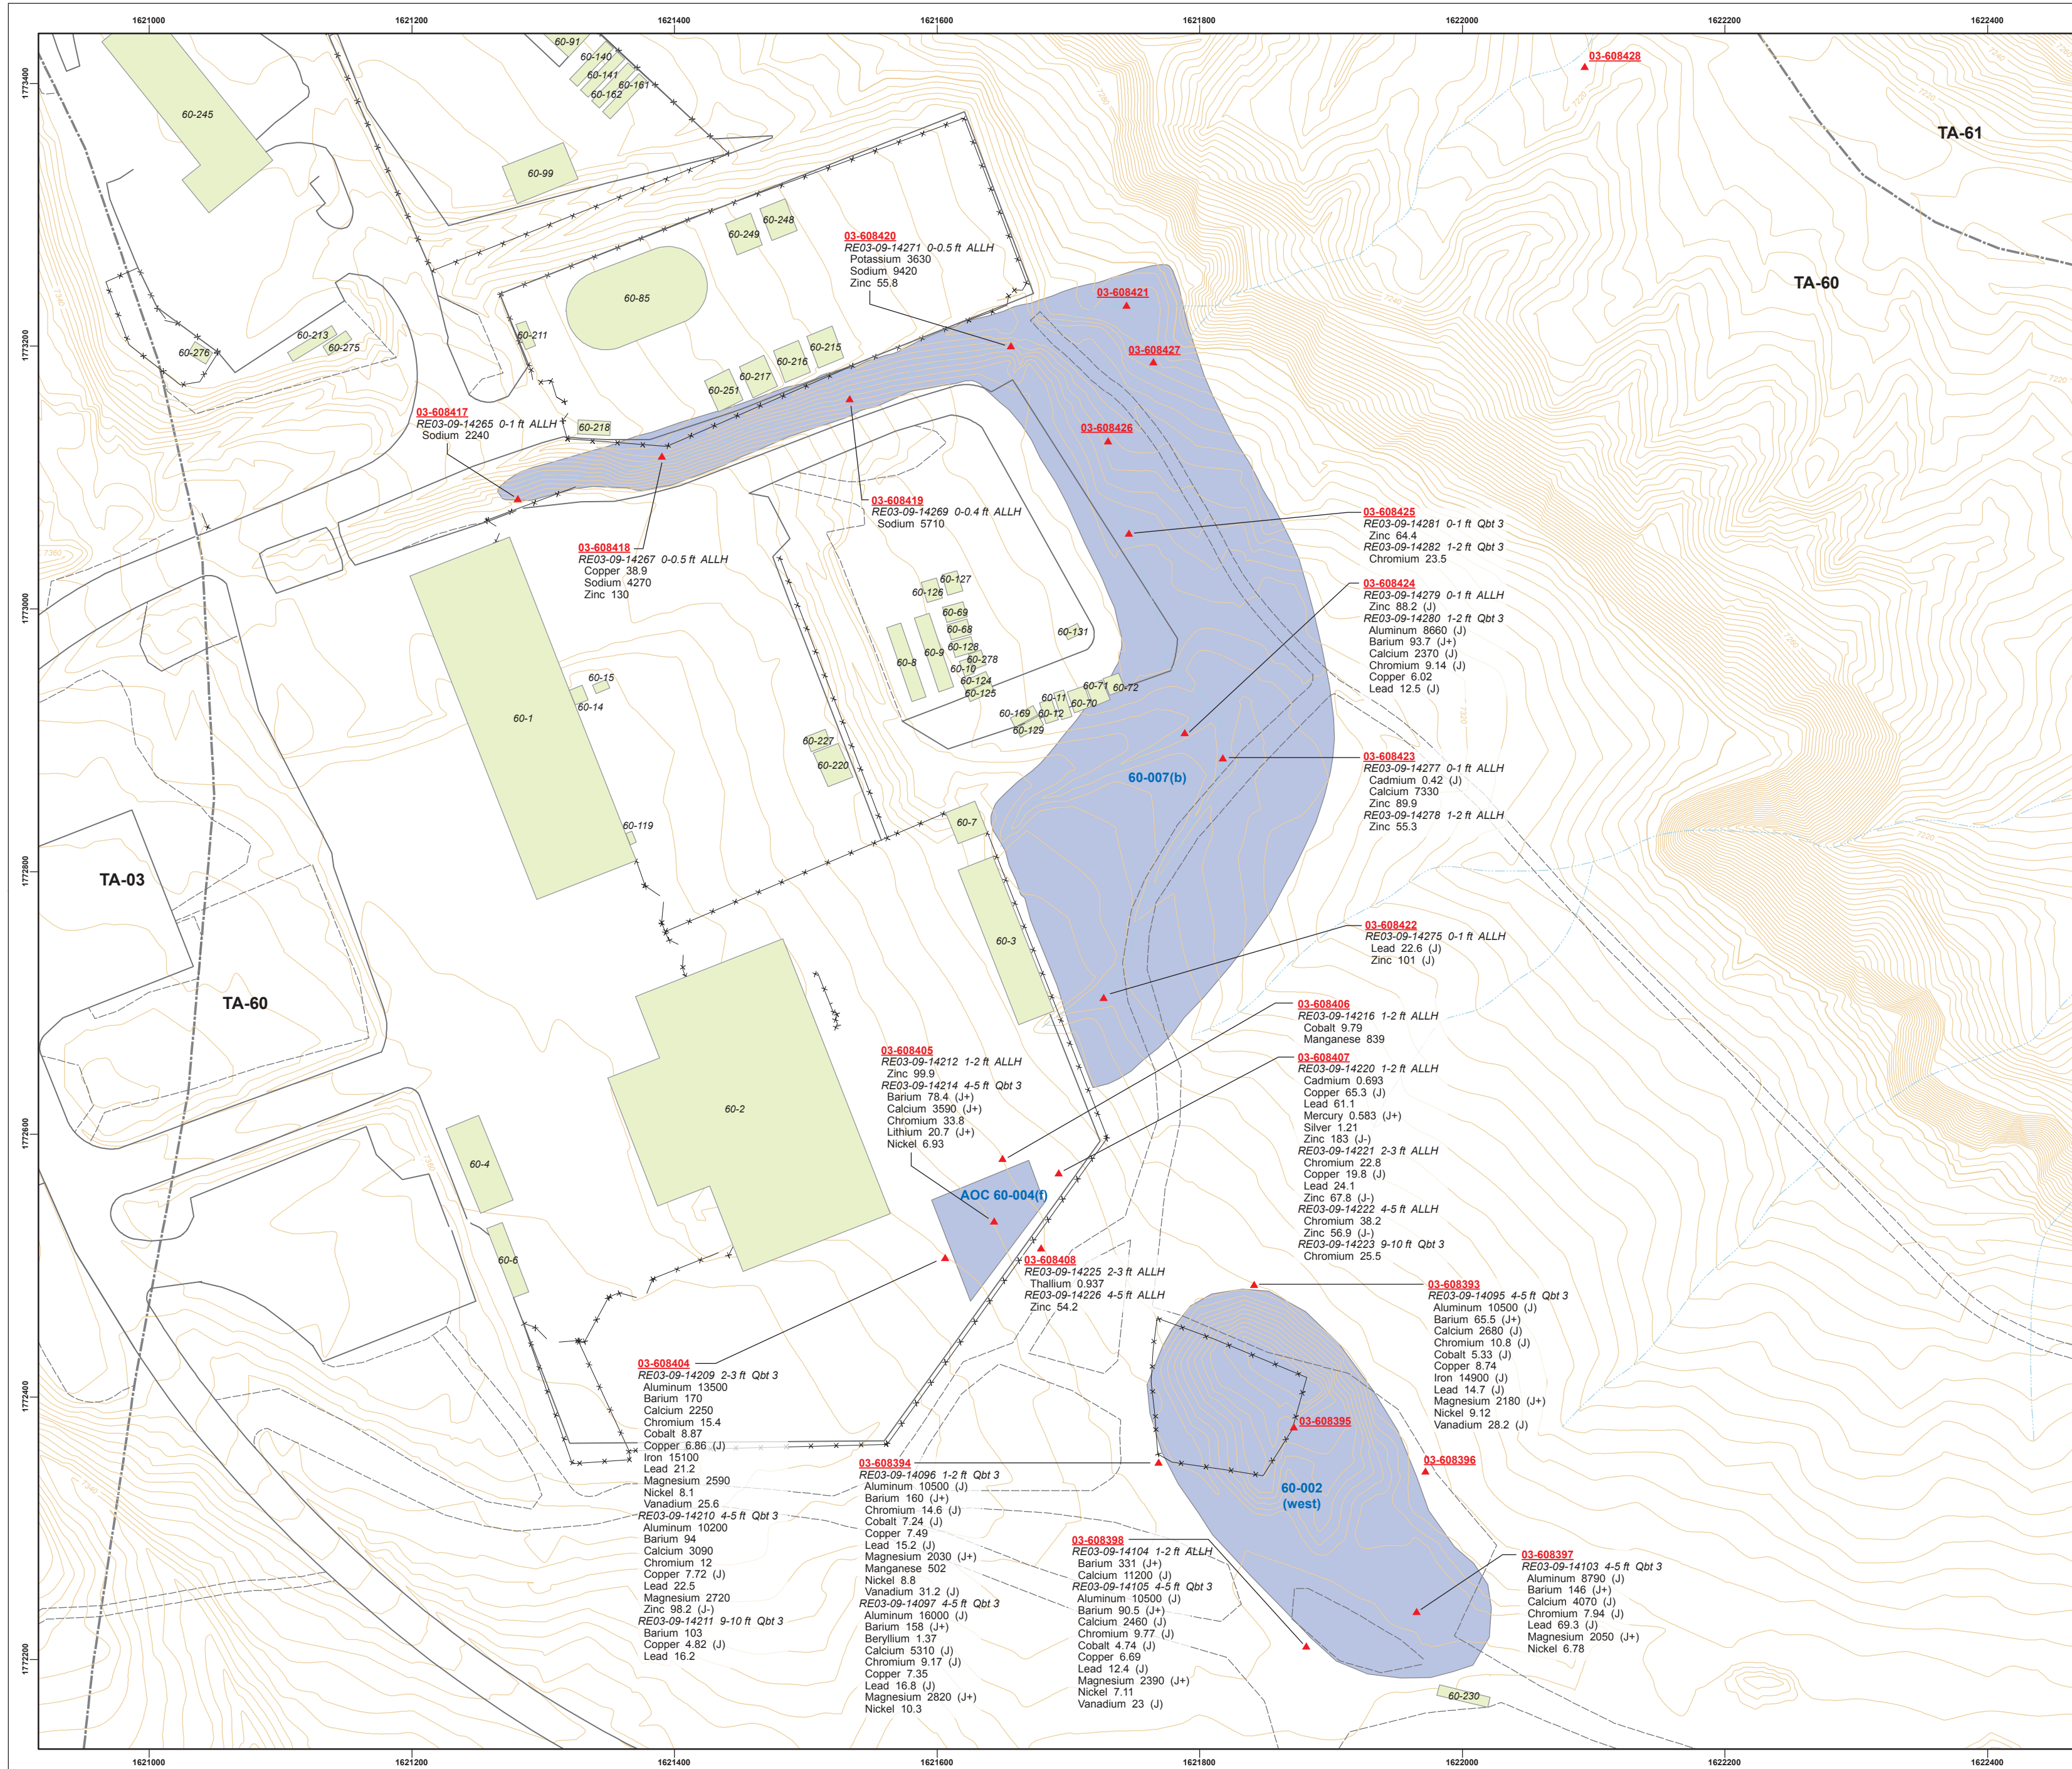 1621000
1621200
1621400
1621600
1621800
1622000
1622200
1622400
1773400
1773200
1773000
1772800
1772600
1772400
1772200
60-91
60-140
60-141
60-161
60-162
60-245
60-99
60-249
60-248
60-85
60-211
60-213
60-275
60-276
60-215
60-216
60-217
60-251
60-218
TA-61
TA-60
03-608428
7280
7220
7240
7220
7340
03-608420
RE03-09-14271 0-0.5 ft ALLH
Potassium 3630
Sodium 9420
Zinc 55.8
03-608421
03-608427
03-608426
03-608417
RE03-09-14265 0-1 ft ALLH
Sodium 2240
03-608419
RE03-09-14269 0-0.4 ft ALLH
Sodium 5710
03-608418
RE03-09-14267 0-0.5 ft ALLH
Copper 38.9
Sodium 4270
Zinc 130
03-608425
RE03-09-14281 0-1 ft Qbt 3
Zinc 64.4
RE03-09-14282 1-2 ft Qbt 3
Chromium 23.5
03-608424
RE03-09-14279 0-1 ft ALLH
Zinc 88.2 (J)
RE03-09-14280 1-2 ft Qbt 3
Aluminum 8660 (J)
Barium 93.7 (J+)
Calcium 2370 (J)
Chromium 9.14 (J)
Copper 6.02
Lead 12.5 (J)
7360
7260
7320
7220
60-127
60-126
60-69
60-68
60-128
60-278
60-10
60-124
60-125
60-8
60-9
60-131
60-71
60-72
60-11
60-70
60-12
60-169
60-129
60-227
60-220
60-1
60-15
60-14
60-119
60-7
60-3
60-007(b)
03-608423
RE03-09-14277 0-1 ft ALLH
Cadmium 0.42 (J)
Calcium 7330
Zinc 89.9
RE03-09-14278 1-2 ft ALLH
Zinc 55.3
TA-03
TA-60
03-608422
RE03-09-14275 0-1 ft ALLH
Lead 22.6 (J)
Zinc 101 (J)
03-608406
RE03-09-14216 1-2 ft ALLH
Cobalt 9.79
Manganese 839
03-608407
RE03-09-14220 1-2 ft ALLH
Cadmium 0.693
Copper 65.3 (J)
Lead 61.1
Mercury 0.583 (J+)
Silver 1.21
Zinc 183 (J-)
RE03-09-14221 2-3 ft ALLH
Chromium 22.8
Copper 19.8 (J)
Lead 24.1
Zinc 67.8 (J-)
RE03-09-14222 4-5 ft ALLH
Chromium 38.2
Zinc 56.9 (J-)
RE03-09-14223 9-10 ft Qbt 3
Chromium 25.5
03-608405
RE03-09-14212 1-2 ft ALLH
Zinc 99.9
RE03-09-14214 4-5 ft Qbt 3
Barium 78.4 (J+)
Calcium 3590 (J+)
Chromium 33.8
Lithium 20.7 (J+)
Nickel 6.93
60-2
60-4
60-6
7360
AOC 60-004(f)
03-608408
RE03-09-14225 2-3 ft ALLH
Thallium 0.937
RE03-09-14226 4-5 ft ALLH
Zinc 54.2
03-608393
RE03-09-14095 4-5 ft Qbt 3
Aluminum 10500 (J)
Barium 65.5 (J+)
Calcium 2680 (J)
Chromium 10.8 (J)
Cobalt 5.33 (J)
Copper 8.74
Iron 14900 (J)
Lead 14.7 (J)
Magnesium 2180 (J+)
Nickel 9.12
Vanadium 28.2 (J)
03-608404
RE03-09-14209 2-3 ft Qbt 3
Aluminum 13500
Barium 170
Calcium 2250
Chromium 15.4
Cobalt 8.87
Copper 6.86 (J)
Iron 15100
Lead 21.2
Magnesium 2590
Nickel 8.1
Vanadium 25.6
RE03-09-14210 4-5 ft Qbt 3
Aluminum 10200
Barium 94
Calcium 3090
Chromium 12
Copper 7.72 (J)
Lead 22.5
Magnesium 2720
Zinc 98.2 (J-)
RE03-09-14211 9-10 ft Qbt 3
Barium 103
Copper 4.82 (J)
Lead 16.2
03-608394
RE03-09-14096 1-2 ft Qbt 3
Aluminum 10500 (J)
Barium 160 (J+)
Chromium 14.6 (J)
Cobalt 7.24 (J)
Copper 7.49
Lead 15.2 (J)
Magnesium 2030 (J+)
Manganese 502
Nickel 8.8
Vanadium 31.2 (J)
RE03-09-14097 4-5 ft Qbt 3
Aluminum 16000 (J)
Barium 158 (J+)
Beryllium 1.37
Calcium 5310 (J)
Chromium 9.17 (J)
Copper 7.35
Lead 16.8 (J)
Magnesium 2820 (J+)
Nickel 10.3
03-608395
03-608396
60-002
(west)
03-608398
RE03-09-14104 1-2 ft ALLH
Barium 331 (J+)
Calcium 11200 (J)
RE03-09-14105 4-5 ft Qbt 3
Aluminum 10500 (J)
Barium 90.5 (J+)
Calcium 2460 (J)
Chromium 9.77 (J)
Cobalt 4.74 (J)
Copper 6.69
Lead 12.4 (J)
Magnesium 2390 (J+)
Nickel 7.11
Vanadium 23 (J)
03-608397
RE03-09-14103 4-5 ft Qbt 3
Aluminum 8790 (J)
Barium 146 (J+)
Calcium 4070 (J)
Chromium 7.94 (J)
Lead 69.3 (J)
Magnesium 2050 (J+)
Nickel 6.78
7340
60-230
1621000
1621200
1621400
1621600
1621800
1622000
1622200
1622400